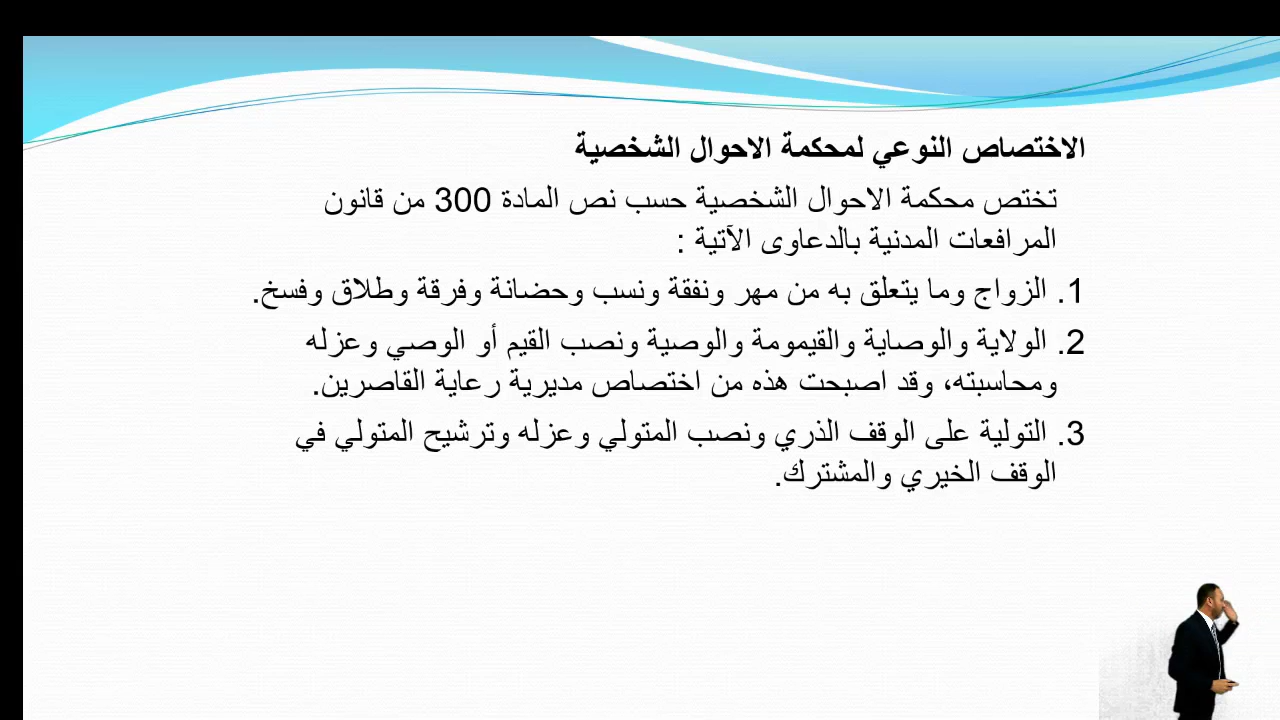 الاختصاص النوعي لمحكمة الاحوال الشخصية
تختص محكمة الاحوال الشخصية حسب نص المادة 300 من قانون
المرافعات المدنية بالدعاوى الآتية :
1. الزواج وما يتعلق به من مهر ونفقة ونسب وحضانة وفرقة وطلاق وفسخ.
2. الولاية والوصاية والقيمومة والوصية ونصب القيم أو الوصي وعزله
ومحاسبته، وقد اصبحت هذه من اختصاص مديرية رعاية القاصرين.
3. التولية على الوقف الذري ونصب المتولي وعزله وترشيح المتولي في
الوقف الخيري والمشترك.